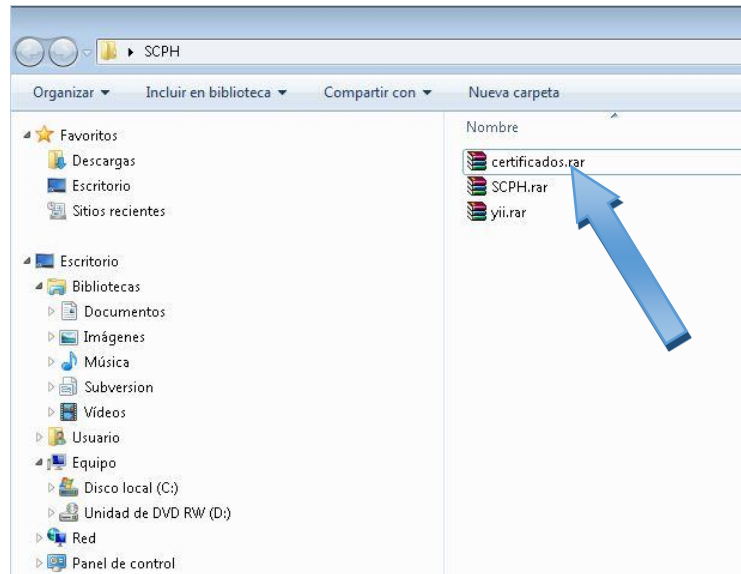 SCPH
Organizar Incluir en biblioteca Compartir con Nueva carpeta
Favoritos
Descargas
Escritorio
Sitios recientes
Escritorio
Bibliotecas
Documentos
Imágenes
Música
Subversion
Vídeos
Usuario
Equipo
Disco local (C:)
Unidad de DVD RW (D:)
Red
Panel de control
Nombre
certificados.rar
SCPH.rar
yii.rar